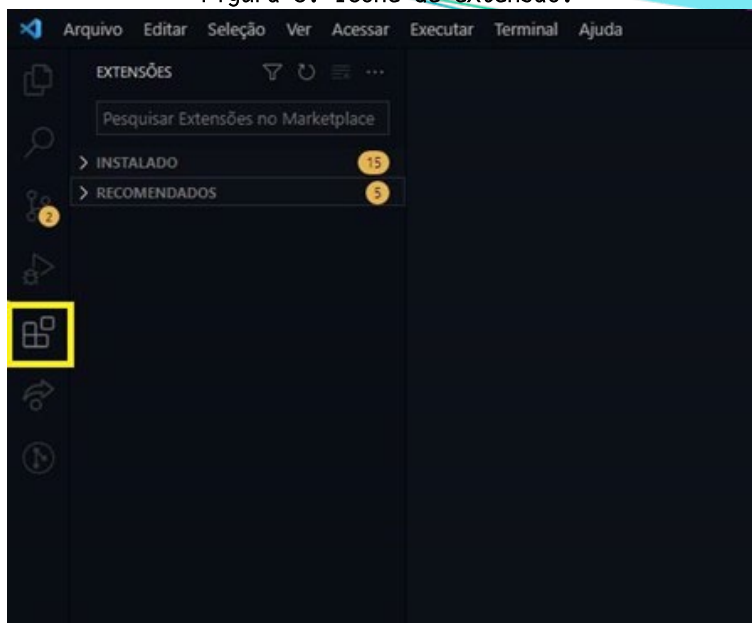 Arquivo Editar Seleção Ver Acessar Executar Terminal Ajuda
EXTENSÕES
Pesquisar Extensões no Marketplace
INSTALADO 15
RECOMENDADOS 5
2